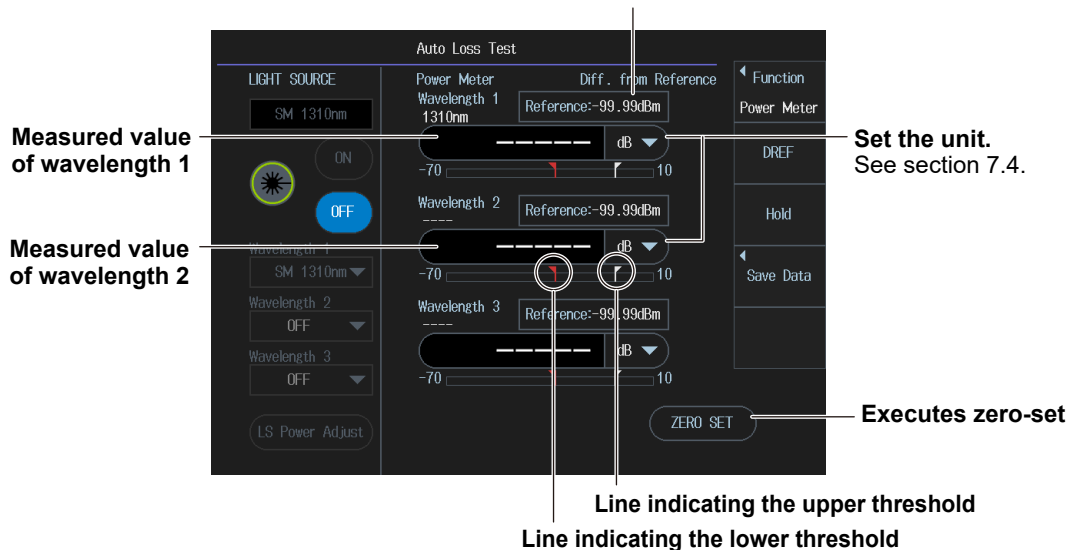 Auto Loss Test
LIGHT SOURCE
SM 1310nm
ON
OFF
Wavelength 1
SM 1310nm
Wavelength 2
OFF
Wavelength 3
OFF
LS Power Adjust
Power Meter
Diff. from Reference
Wavelength 1
1310nm
Reference:-99.99dBm
-----
dB
-70
10
Wavelength 2
----
Reference:-99.99dBm
-----
dB
-70
10
Wavelength 3
----
Reference:-99.99dBm
-----
dB
-70
10
ZERO SET
Function
Power Meter
DREF
Hold
Save Data
Measured value
of wavelength 1
Measured value
of wavelength 2
Set the unit.
See section 7.4.
Executes zero-set
Line indicating the upper threshold
Line indicating the lower threshold